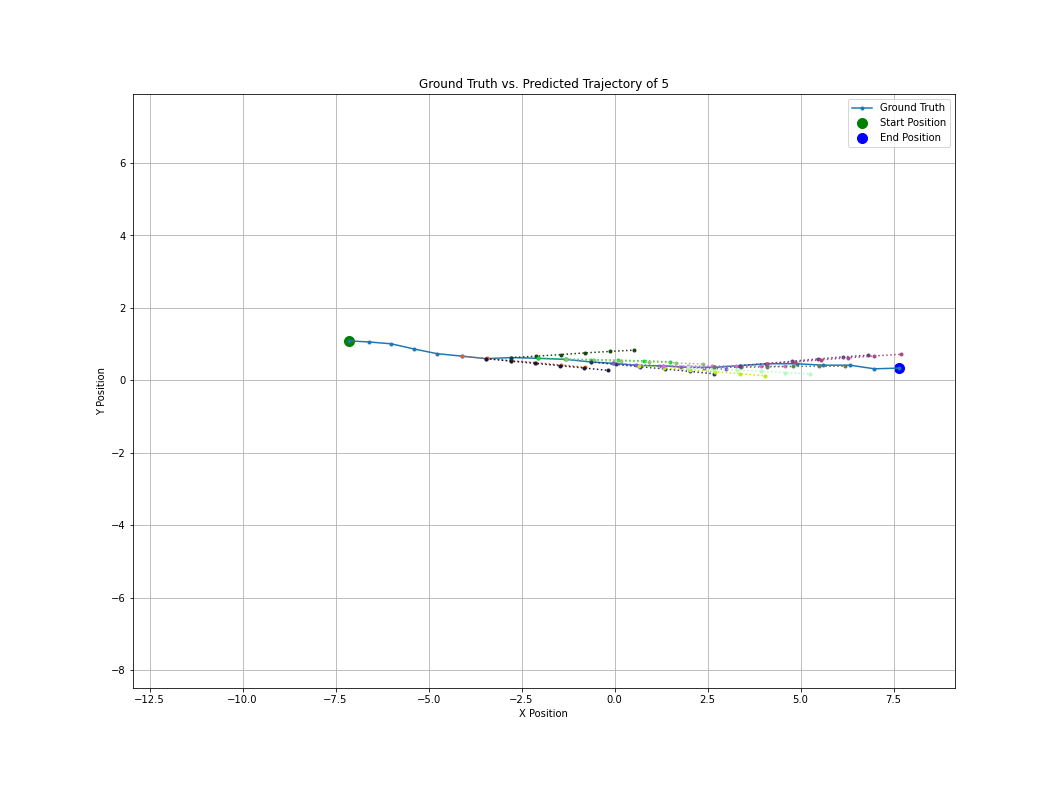 Ground Truth vs. Predicted Trajectory of 5
Ground Truth
Start Position
End Position
6
4
2
0
−2
−4
−6
−8
Y Position
−12.5
−10.0
−7.5
−5.0
−2.5
0.0
2.5
5.0
7.5
X Position